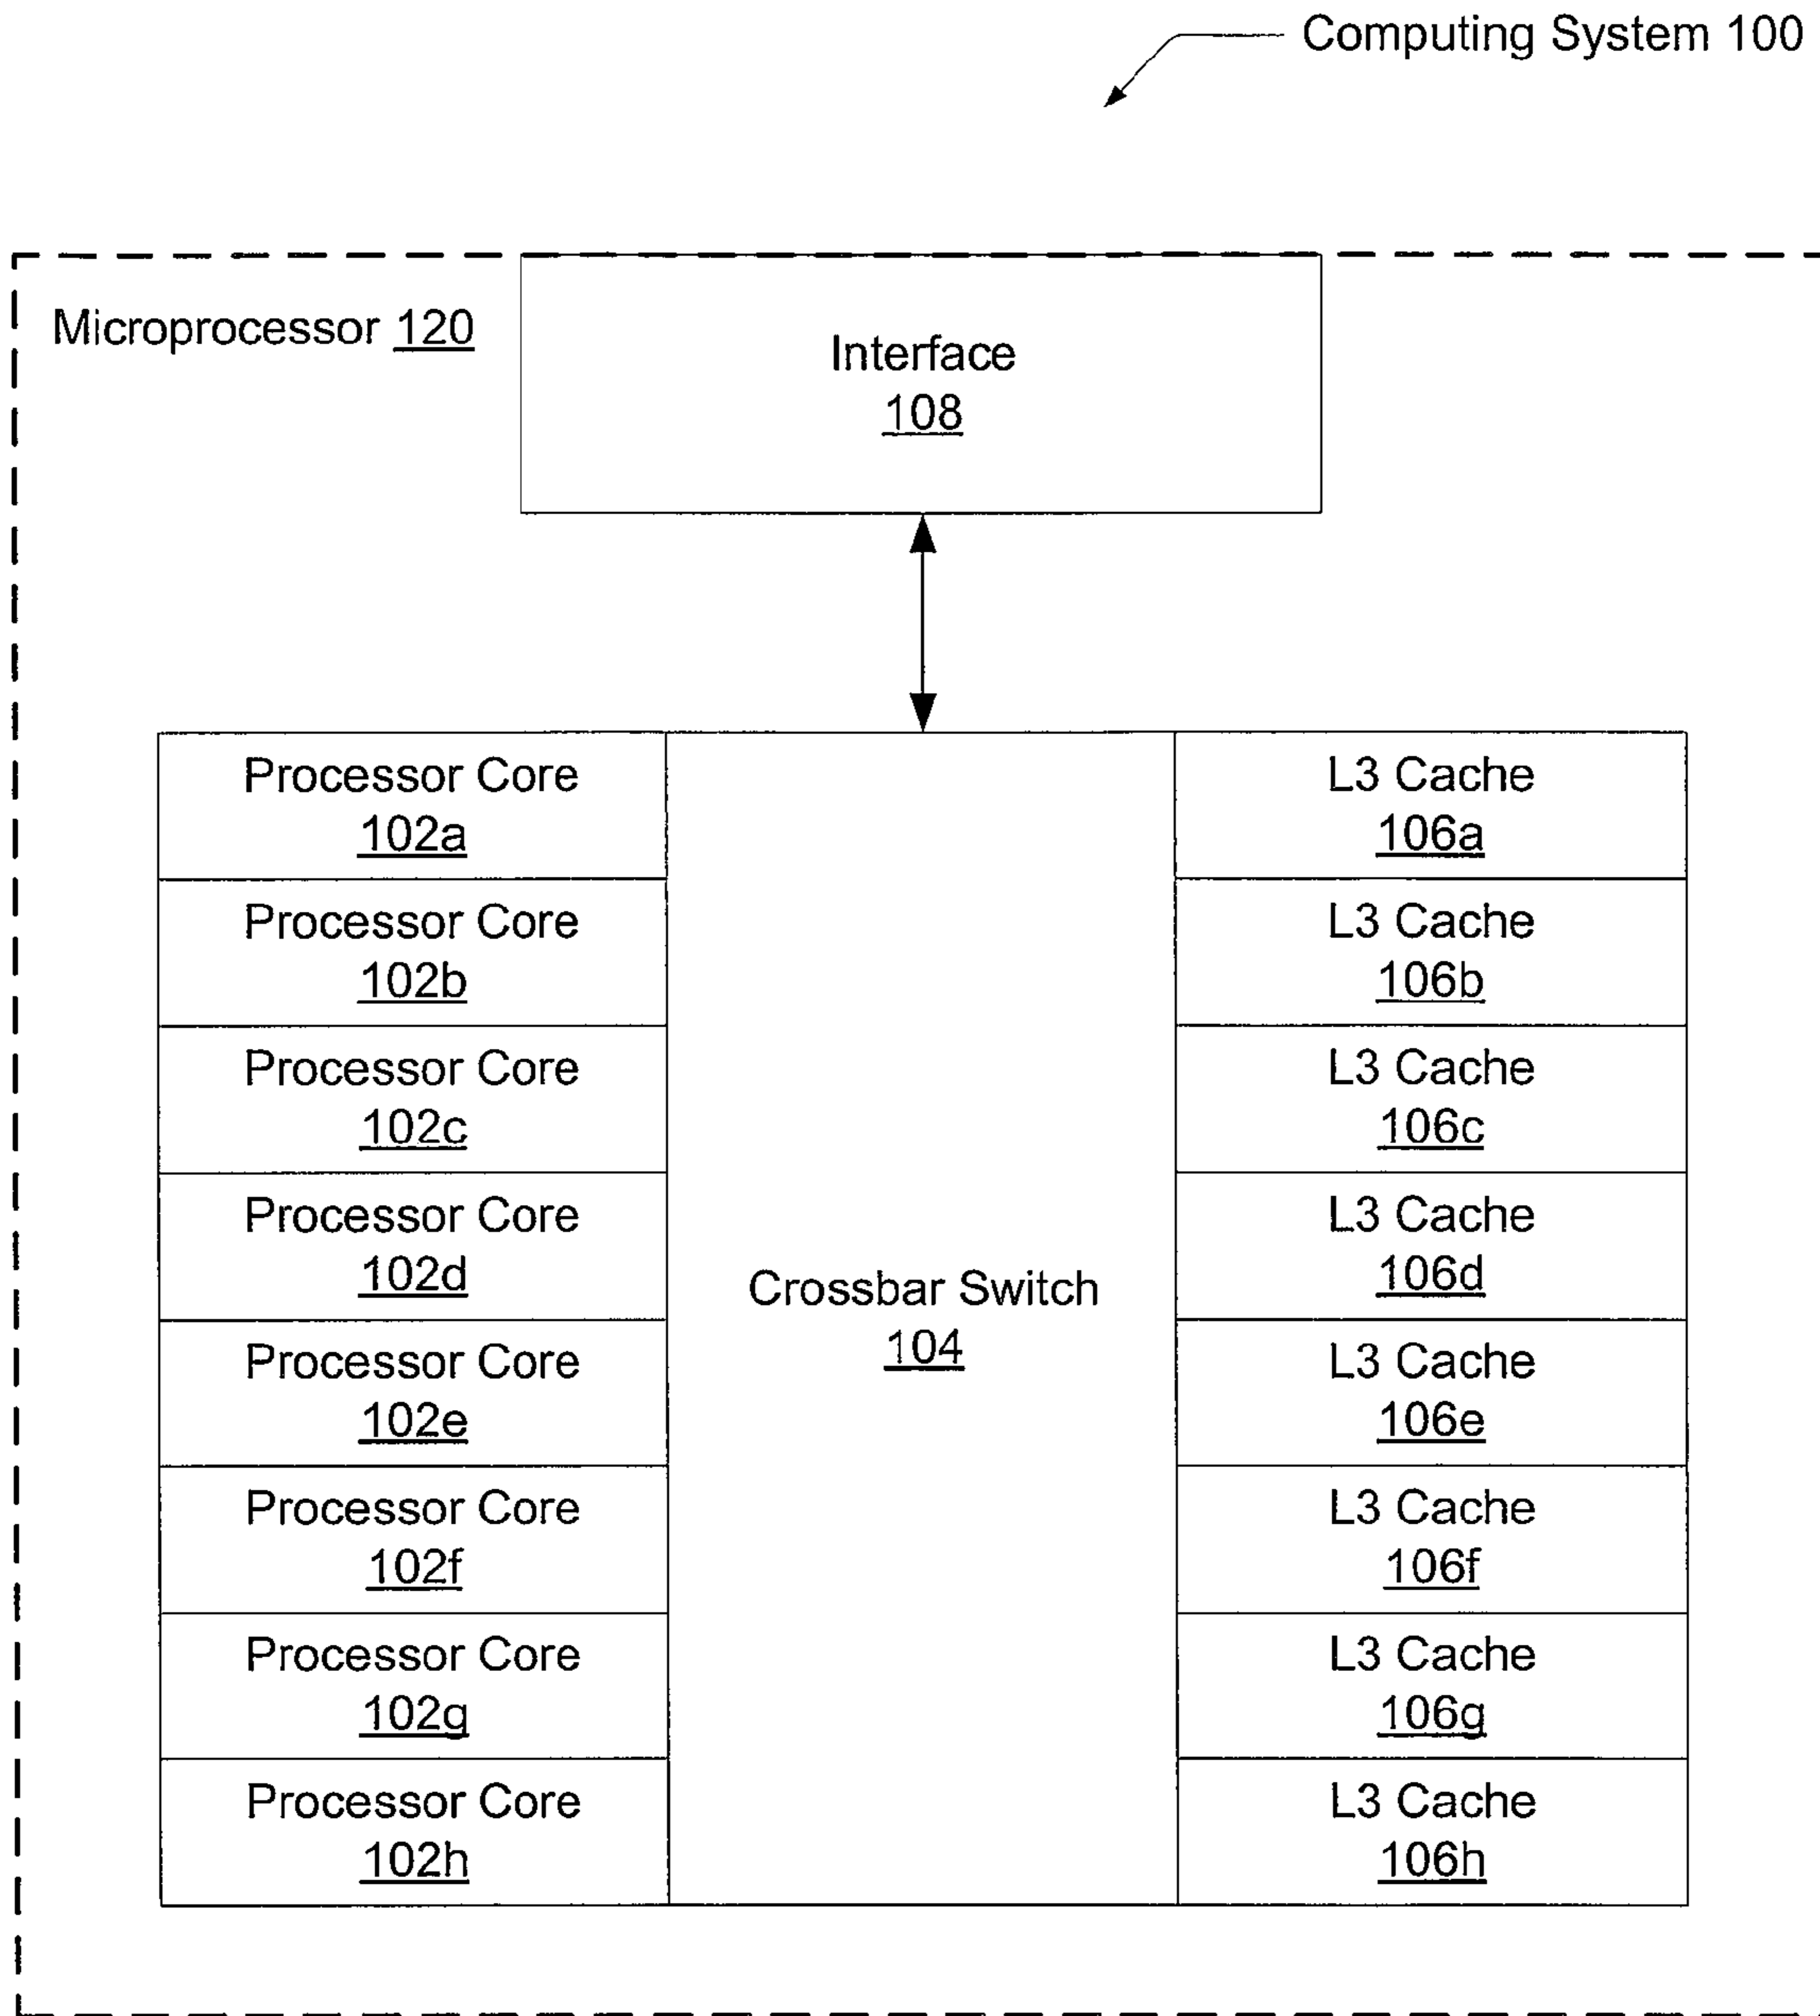 Computing System 100
Microprocessor 120
Interface
108
Processor Core
102a
L3 Cache
106a
Processor Core
102b
L3 Cache
106b
Processor Core
102c
L3 Cache
106c
Processor Core
102d
L3 Cache
106d
Crossbar Switch
104
Processor Core
102e
L3 Cache
106e
Processor Core
102f
L3 Cache
106f
Processor Core
102g
L3 Cache
106g
Processor Core
102h
L3 Cache
106h